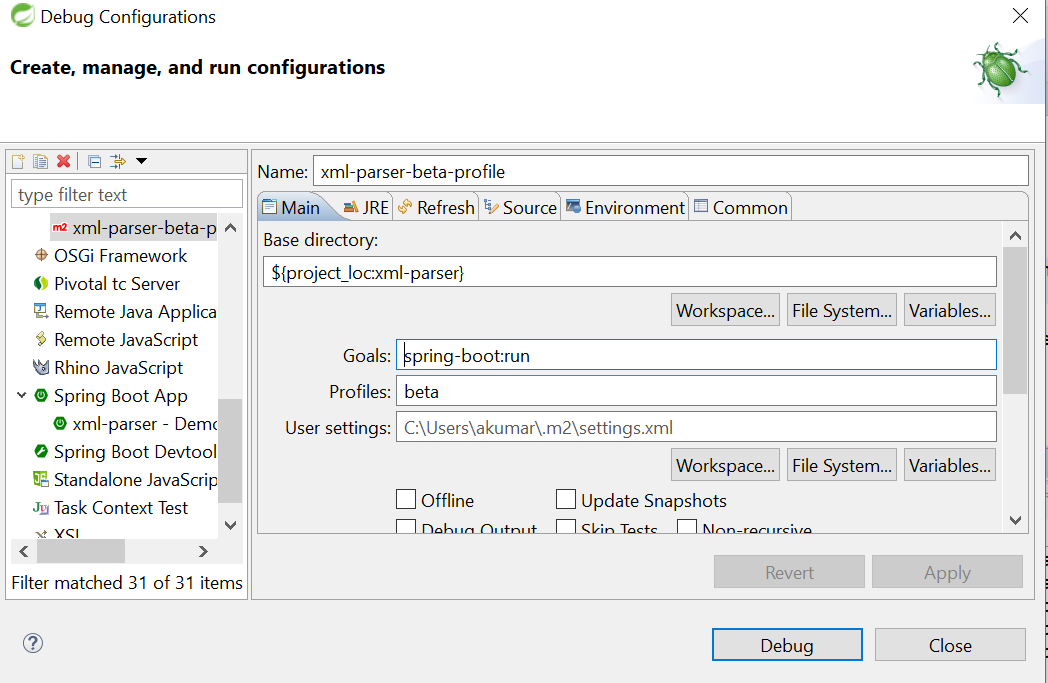 Debug Configurations
Create, manage, and run configurations
type filter text
m2 xml-parser-beta-p
OSGi Framework
Pivotal tc Server
Remote Java Applica
Remote JavaScript
Rhino JavaScript
Spring Boot App
xml-parser - Demo
Spring Boot Devtool
Standalone JavaScrip
Ju Task Context Test
XSL
Filter matched 31 of 31 items
Name: xml-parser-beta-profile
Main JRE Refresh Source Environment Common
Base directory:
${project_loc:xml-parser}
Workspace... File System... Variables...
Goals: spring-boot:run
Profiles: beta
User settings: C:\Users\akumar\.m2\settings.xml
Workspace... File System... Variables...
Offline Update Snapshots
Debug Output Skip Tests Non-recursive
Revert Apply
? Debug Close